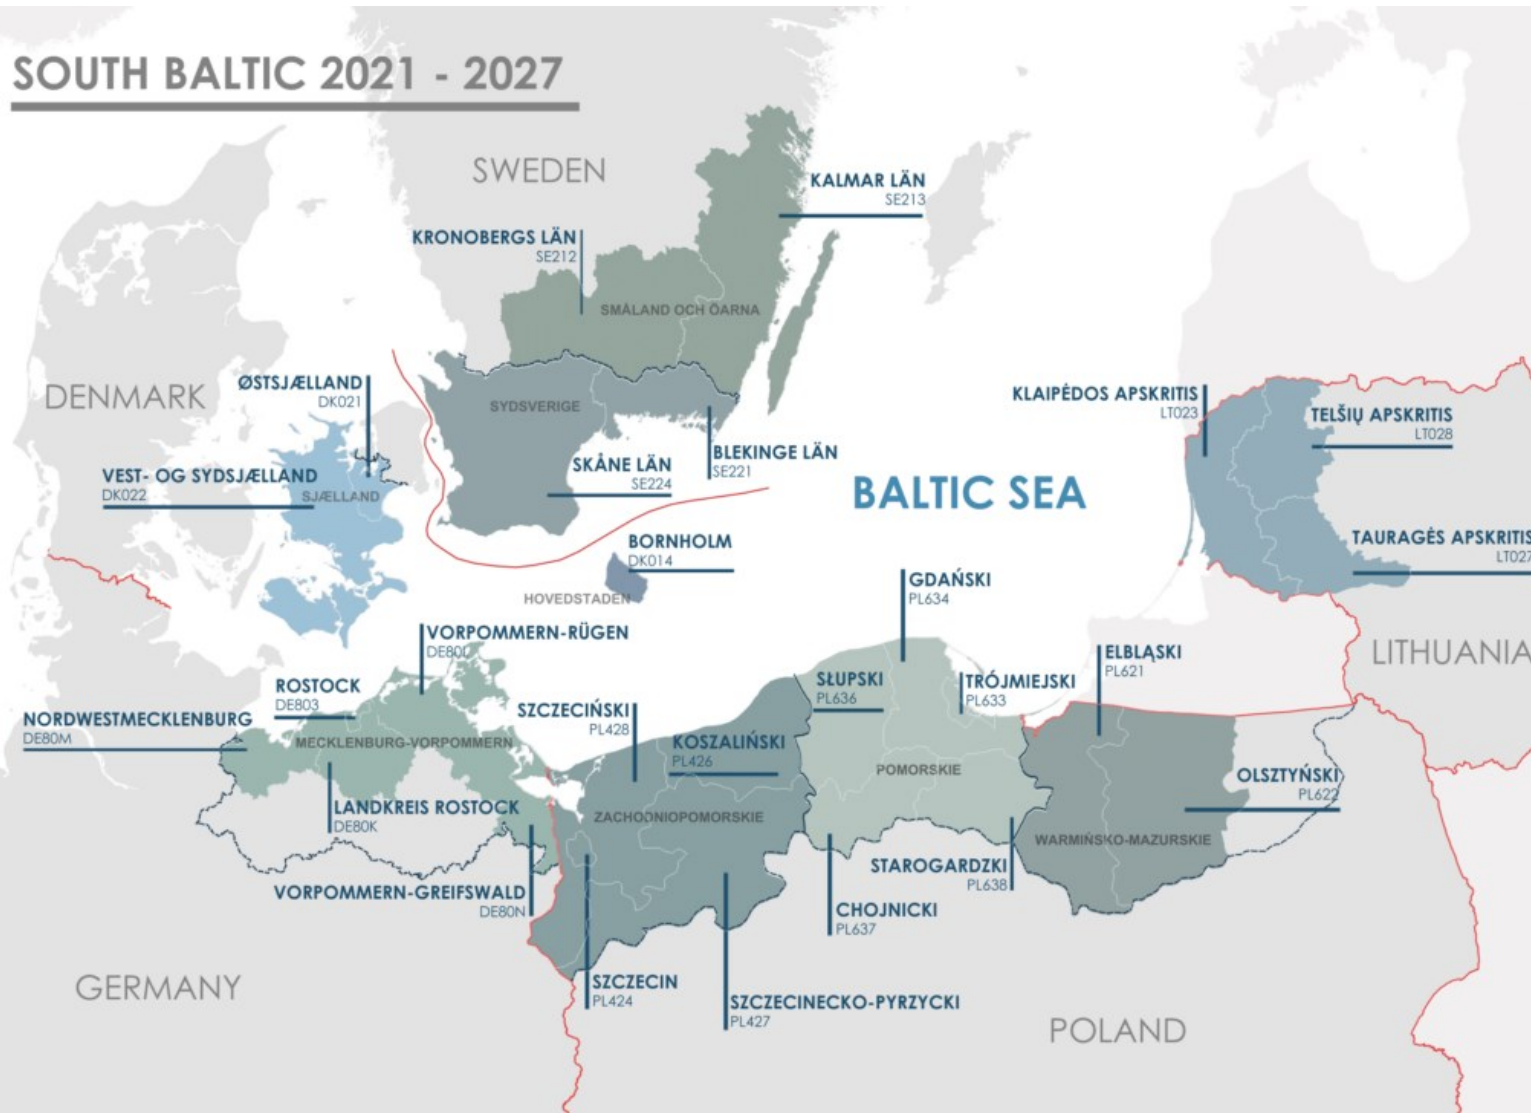 SOUTH BALTIC 2021 - 2027
SWEDEN
KALMAR LÄN
SE213
KRONOBERGS LÄN
SE212
SMÅLAND OCH ÖARNA
DENMARK
ØSTSJÆLLAND
DK021
KLAIPĖDOS APSKRITIS
LT023
SYDSVERIGE
TELŠIŲ APSKRITIS
LT028
VEST- OG SYDSJÆLLAND
DK022
SJÆLLAND
SKÅNE LÄN
SE224
BLEKINGE LÄN
SE221
BALTIC SEA
BORNHOLM
DK014
TAURAGĖS APSKRITIS
LT027
HOVEDSTADEN
GDAŃSKI
PL634
VORPOMMERN-RÜGEN
DE80L
ELBLĄSKI
PL621
LITHUANIA
ROSTOCK
DE803
SŁUPSKI
PL636
TRÓJMIEJSKI
PL633
NORDWESTMECKLENBURG
DE80M
SZCZECIŃSKI
PL428
MECKLENBURG-VORPOMMERN
KOSZALIŃSKI
PL426
POMORSKIE
OLSZTYŃSKI
PL622
LANDKREIS ROSTOCK
DE80K
ZACHODNIOPOMORSKIE
WARMIŃSKO-MAZURSKIE
STAROGARDZKI
PL638
VORPOMMERN-GREIFSWALD
DE80N
CHOJNICKI
PL637
GERMANY
SZCZECIN
PL424
SZCZECINECKO-PYRZYCKI
PL427
POLAND